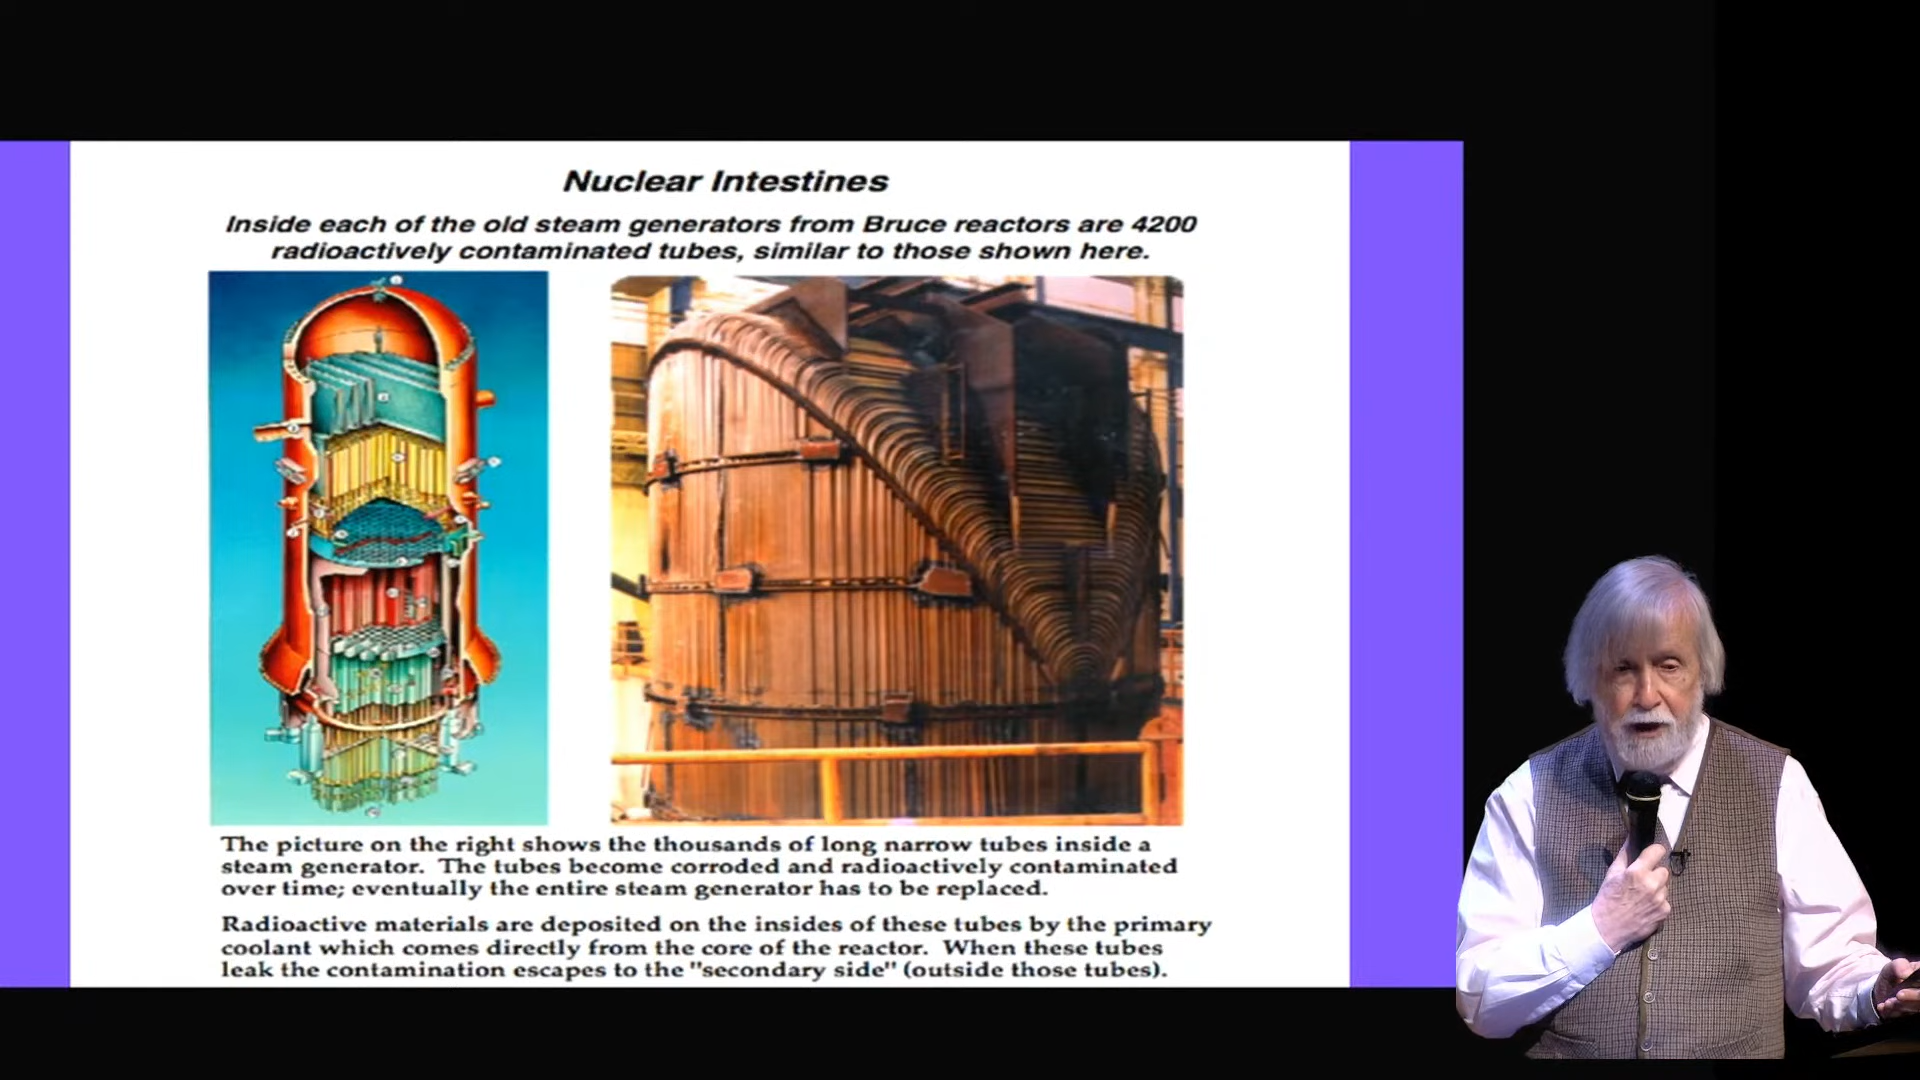 Nuclear Intestines
Inside each of the old steam generators from Bruce reactors are 4200
radioactively contaminated tubes, similar to those shown here.
The picture on the right shows the thousands of long narrow tubes inside a
steam generator. The tubes become corroded and radioactively contaminated
over time; eventually the entire steam generator has to be replaced.
Radioactive materials are deposited on the insides of these tubes by the primary
coolant which comes directly from the core of the reactor. When these tubes
leak the contamination escapes to the "secondary side" (outside those tubes).